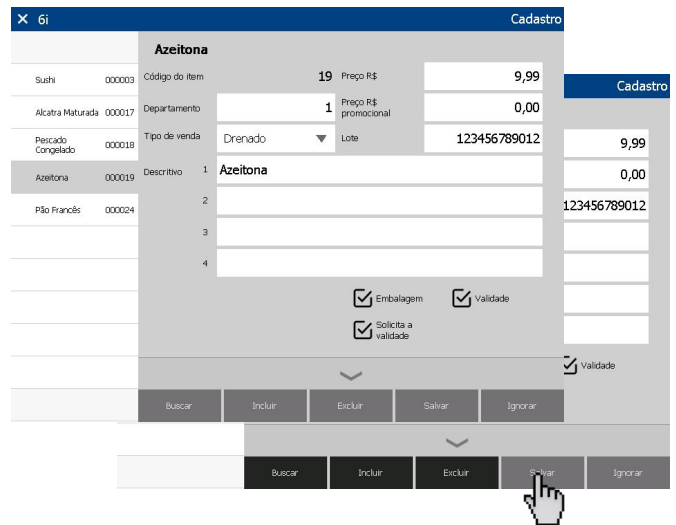 6i Cadastro
Azeitona
Sushi 000003 Código do item 19 Preço R$ 9,99
Alcatra Maturada 000017 Departamento 1 Preço R$ promocional 0,00
Pescado Congelado 000018 Tipo de venda Drenado Lote 123456789012
Azeitona 000019 Descritivo 1 Azeitona
Pão Francês 000024 2
3
4
Embalagem Validade
Solicita a validade
Buscar Incluir Excluir Salvar Ignorar
Cadastro
9,99
0,00
123456789012
Validade
Buscar Incluir Excluir Salvar Ignorar